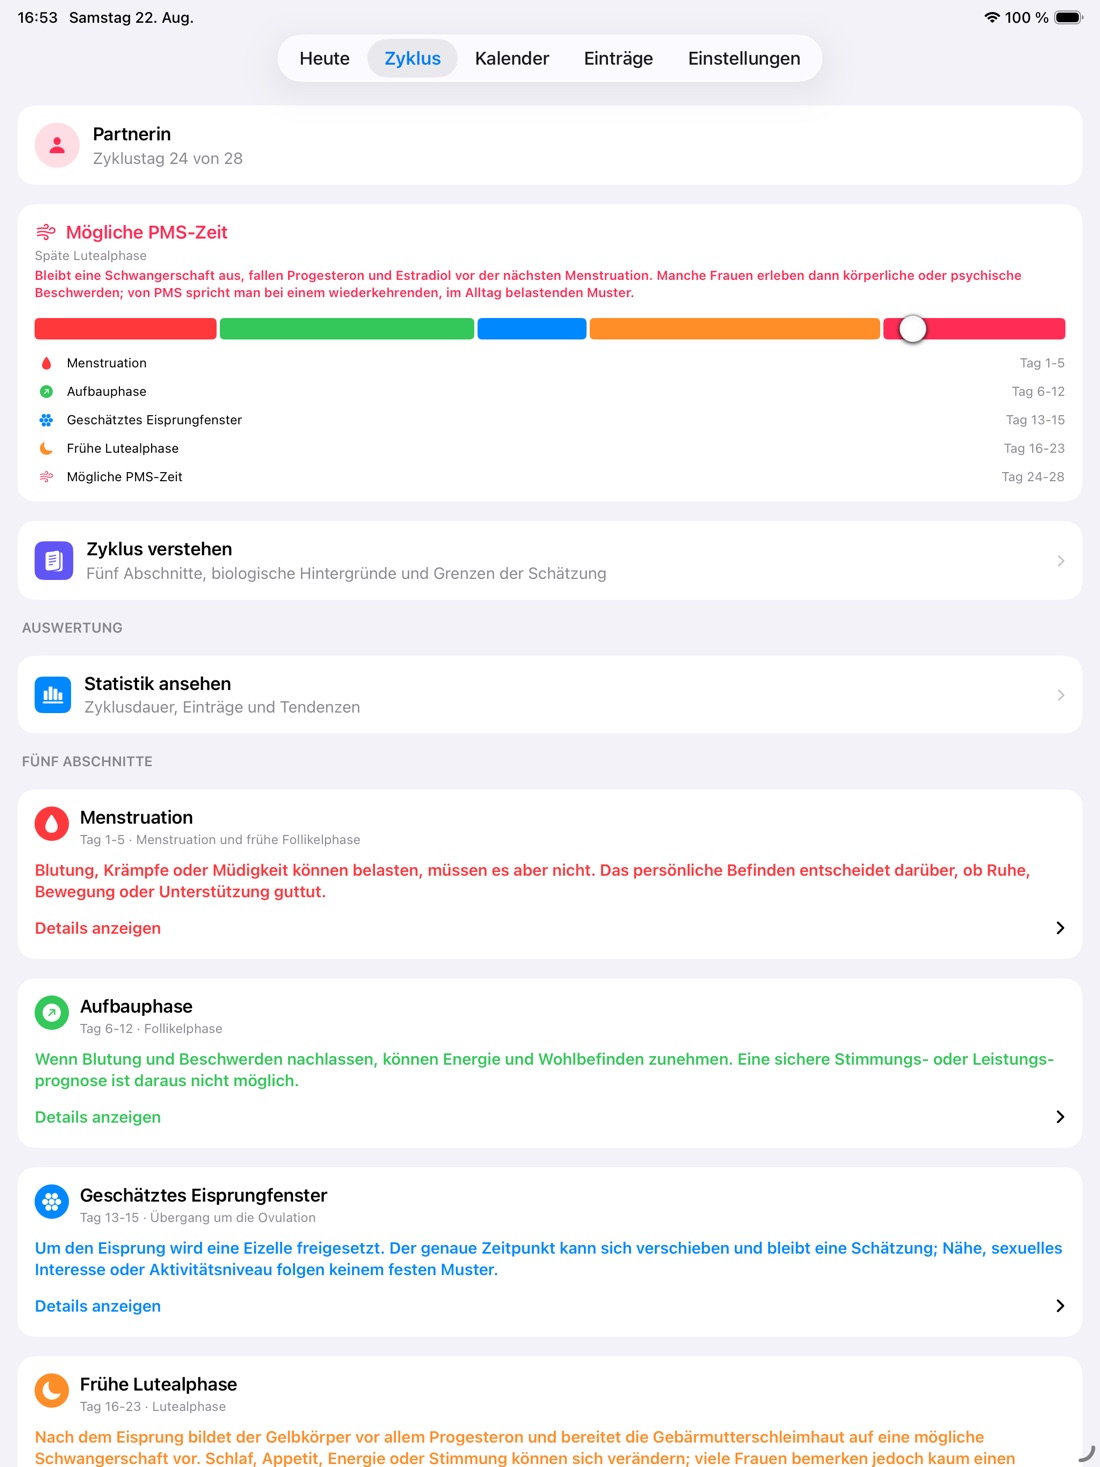 16:53 Samstag 22. Aug.
100 %
Heute Zyklus Kalender Einträge Einstellungen
Partnerin
Zyklustag 24 von 28
Mögliche PMS-Zeit
Späte Lutealphase
Bleibt eine Schwangerschaft aus, fallen Progesteron und Estradiol vor der nächsten Menstruation. Manche Frauen erleben dann körperliche oder psychische
Beschwerden; von PMS spricht man bei einem wiederkehrenden, im Alltag belastenden Muster.
Menstruation Tag 1-5
Aufbauphase Tag 6-12
Geschätztes Eisprungfenster Tag 13-15
Frühe Lutealphase Tag 16-23
Mögliche PMS-Zeit Tag 24-28
Zyklus verstehen
Fünf Abschnitte, biologische Hintergründe und Grenzen der Schätzung
AUSWERTUNG
Statistik ansehen
Zyklusdauer, Einträge und Tendenzen
FÜNF ABSCHNITTE
Menstruation
Tag 1-5 · Menstruation und frühe Follikelphase
Blutung, Krämpfe oder Müdigkeit können belasten, müssen es aber nicht. Das persönliche Befinden entscheidet darüber, ob Ruhe,
Bewegung oder Unterstützung guttut.
Details anzeigen
Aufbauphase
Tag 6-12 · Follikelphase
Wenn Blutung und Beschwerden nachlassen, können Energie und Wohlbefinden zunehmen. Eine sichere Stimmungs- oder Leistungs-
prognose ist daraus nicht möglich.
Details anzeigen
Geschätztes Eisprungfenster
Tag 13-15 · Übergang um die Ovulation
Um den Eisprung wird eine Eizelle freigesetzt. Der genaue Zeitpunkt kann sich verschieben und bleibt eine Schätzung; Nähe, sexuelles
Interesse oder Aktivitätsniveau folgen keinem festen Muster.
Details anzeigen
Frühe Lutealphase
Tag 16-23 · Lutealphase
Nach dem Eisprung bildet der Gelbkörper vor allem Progesteron und bereitet die Gebärmutterschleimhaut auf eine mögliche
Schwangerschaft vor. Schlaf, Appetit, Energie oder Stimmung können sich verändern; viele Frauen bemerken jedoch kaum einen